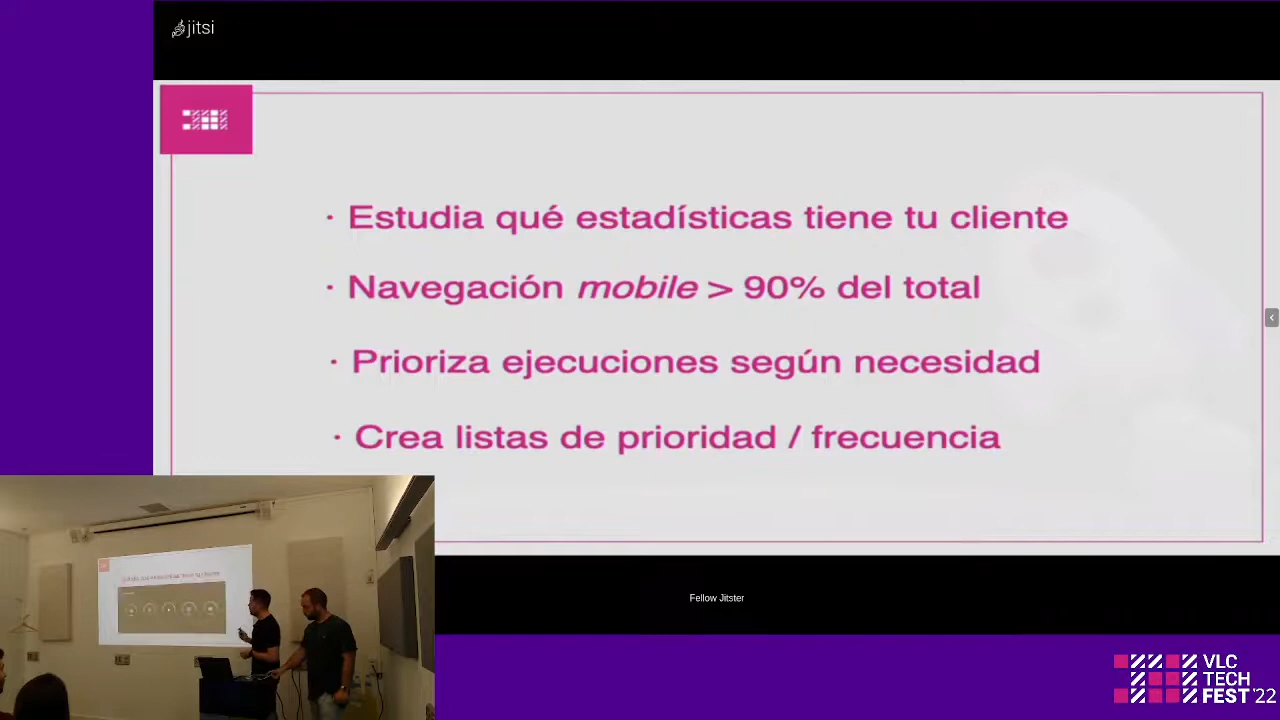 jitsi
· Estudia qué estadísticas tiene tu cliente
· Navegación mobile > 90% del total
· Prioriza ejecuciones según necesidad
· Crea listas de prioridad / frecuencia
Fellow Jitster
VLC
TECH
FEST'22